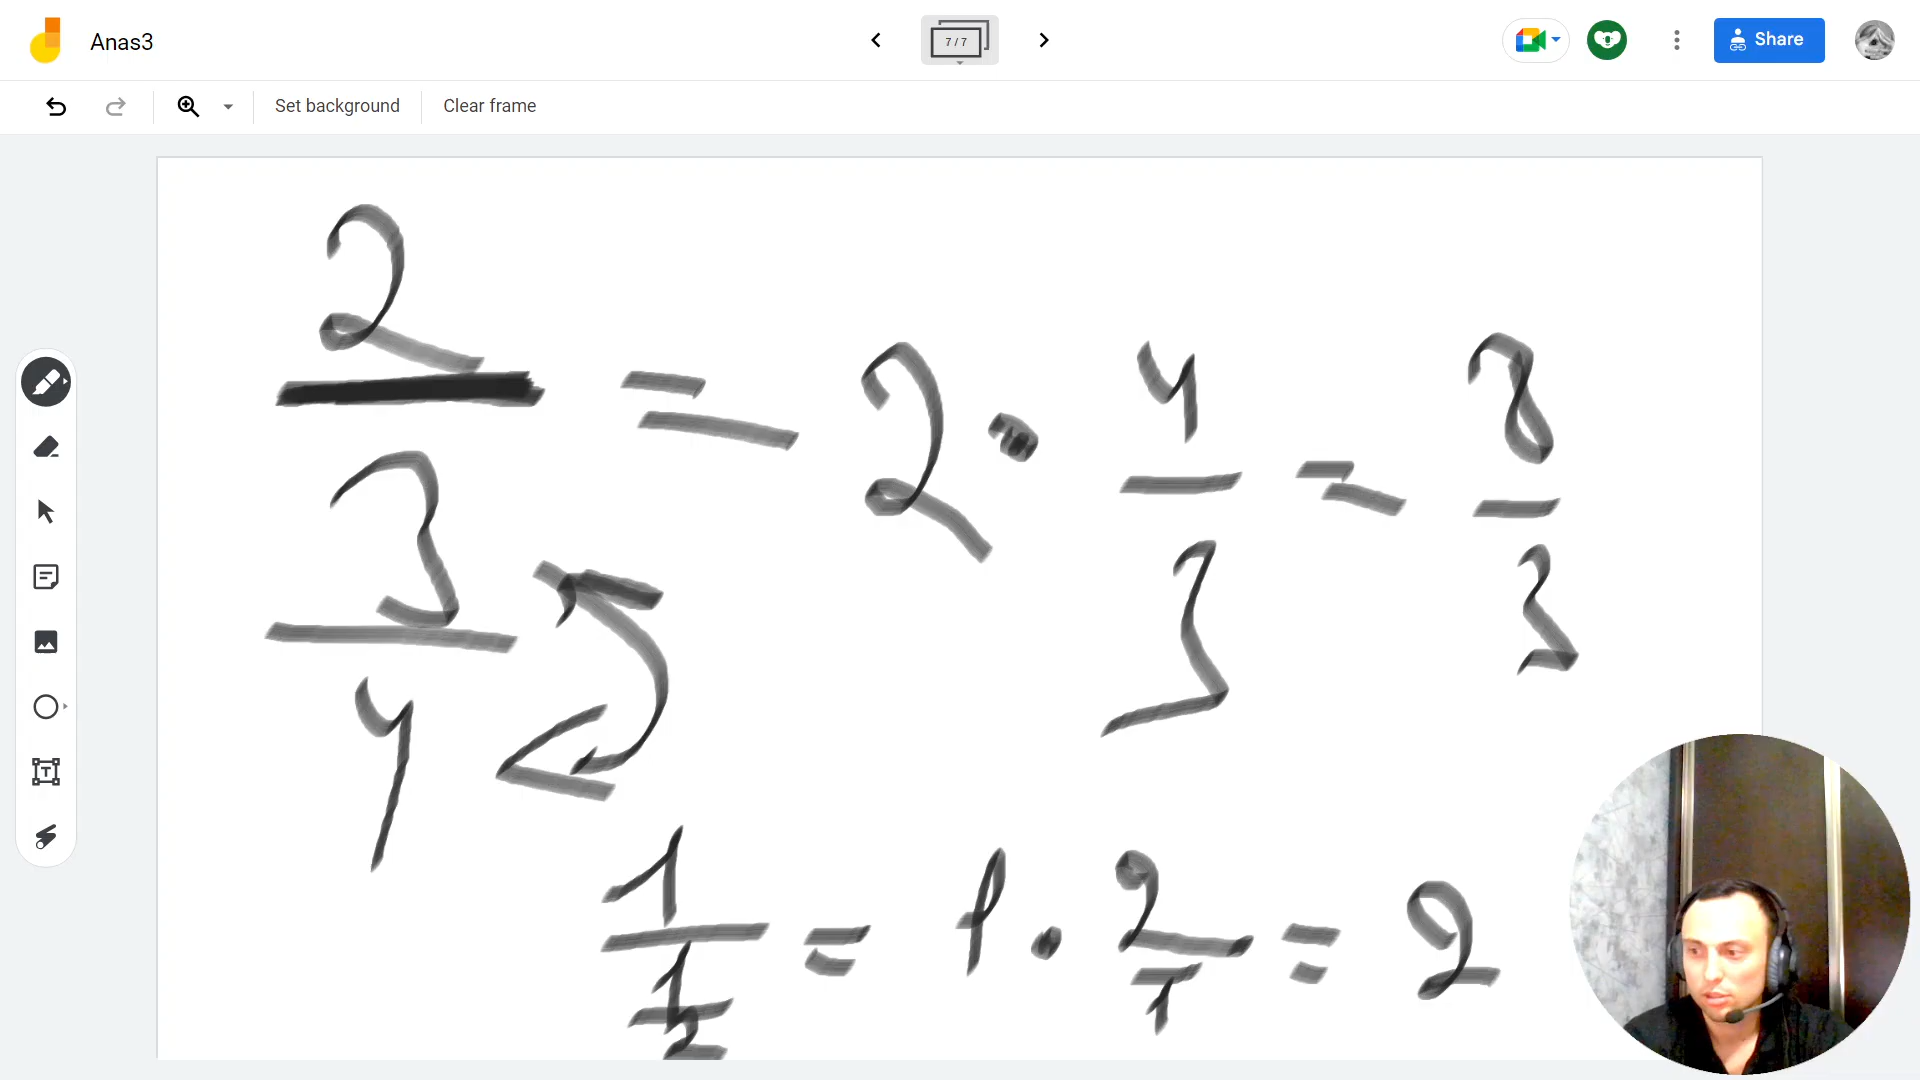 Anas3
7 / 7
Share
Set background
Clear frame
2/(3/4) = 2 • 4/3 = 8/3
1/(1/2) = 1 • 2/1 = 2